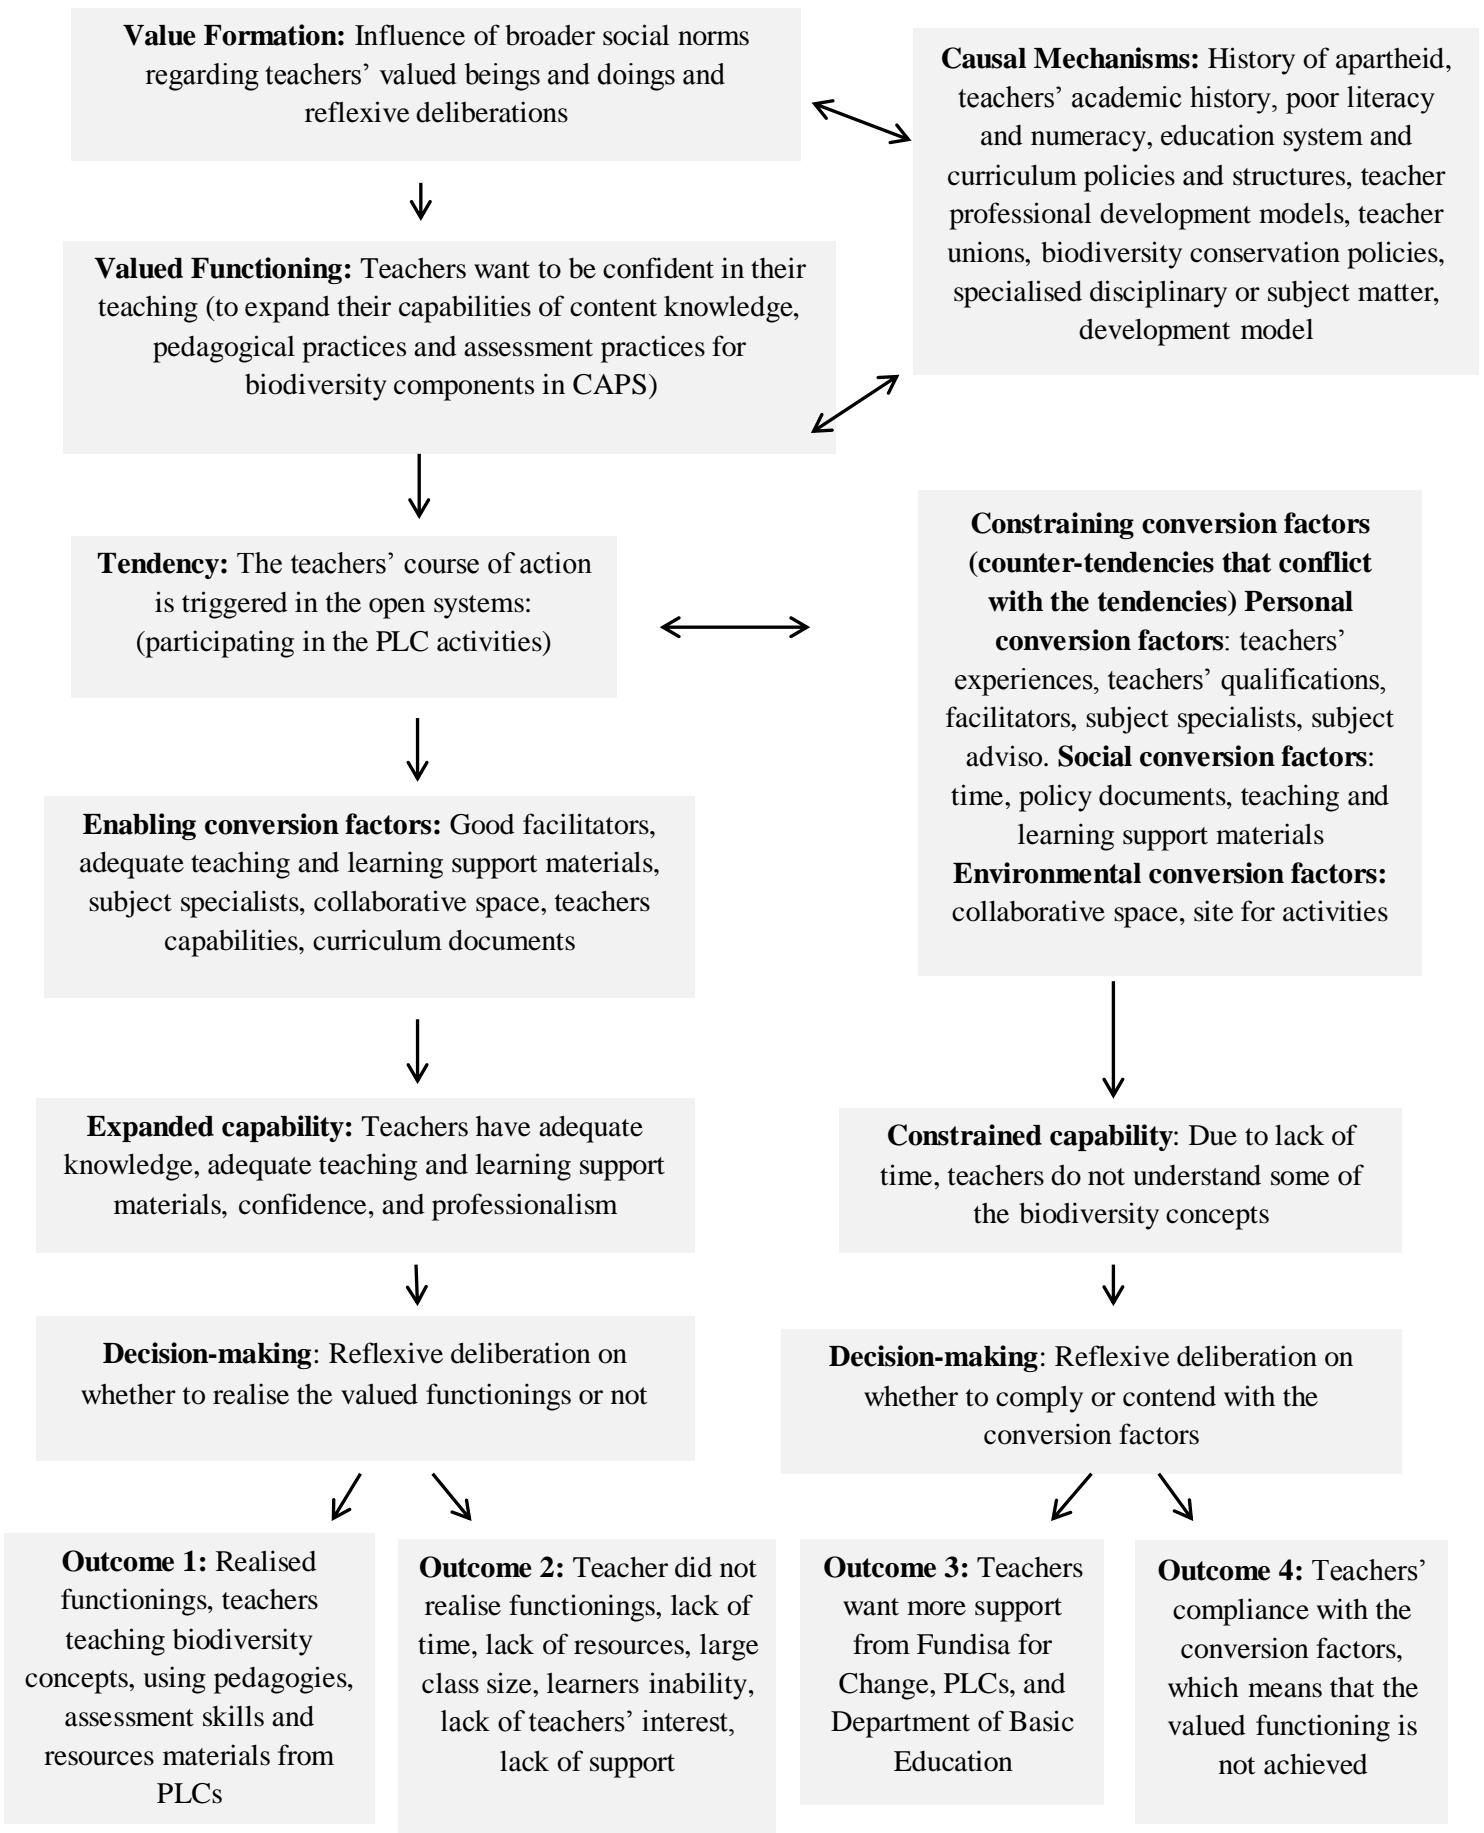 Value Formation: Influence of broader social norms
regarding teachers’ valued beings and doings and
reflexive deliberations
Causal Mechanisms: History of apartheid,
teachers’ academic history, poor literacy
and numeracy, education system and
curriculum policies and structures, teacher
professional development models, teacher
unions, biodiversity conservation policies,
specialised disciplinary or subject matter,
development model
Valued Functioning: Teachers want to be confident in their
teaching (to expand their capabilities of content knowledge,
pedagogical practices and assessment practices for
biodiversity components in CAPS)
Tendency: The teachers’ course of action
is triggered in the open systems:
(participating in the PLC activities)
Constraining conversion factors
(counter-tendencies that conflict
with the tendencies) Personal
conversion factors: teachers’
experiences, teachers’ qualifications,
facilitators, subject specialists, subject
adviso. Social conversion factors:
time, policy documents, teaching and
learning support materials
Environmental conversion factors:
collaborative space, site for activities
Enabling conversion factors: Good facilitators,
adequate teaching and learning support materials,
subject specialists, collaborative space, teachers
capabilities, curriculum documents
Expanded capability: Teachers have adequate
knowledge, adequate teaching and learning support
materials, confidence, and professionalism
Constrained capability: Due to lack of
time, teachers do not understand some of
the biodiversity concepts
Decision-making: Reflexive deliberation on
whether to realise the valued functionings or not
Decision-making: Reflexive deliberation on
whether to comply or contend with the
conversion factors
Outcome 1: Realised
functionings, teachers
teaching biodiversity
concepts, using pedagogies,
assessment skills and
resources materials from
PLCs
Outcome 2: Teacher did not
realise functionings, lack of
time, lack of resources, large
class size, learners inability,
lack of teachers’ interest,
lack of support
Outcome 3: Teachers
want more support
from Fundisa for
Change, PLCs, and
Department of Basic
Education
Outcome 4: Teachers’
compliance with the
conversion factors,
which means that the
valued functioning is
not achieved